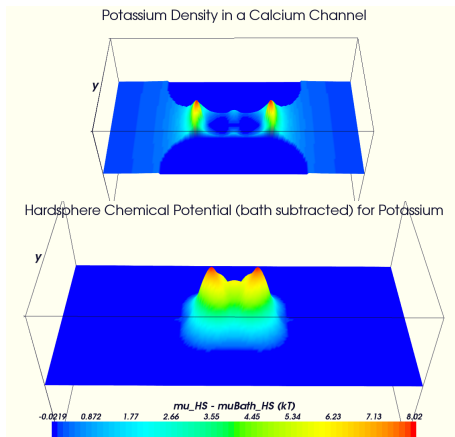 Potassium Density in a Calcium Channel
y
Hardsphere Chemical Potential (bath subtracted) for Potassium
y
mu_HS - muBath_HS (kT)
-0.0219 0.872 1.77 2.66 3.55 4.45 5.34 6.23 7.13 8.02